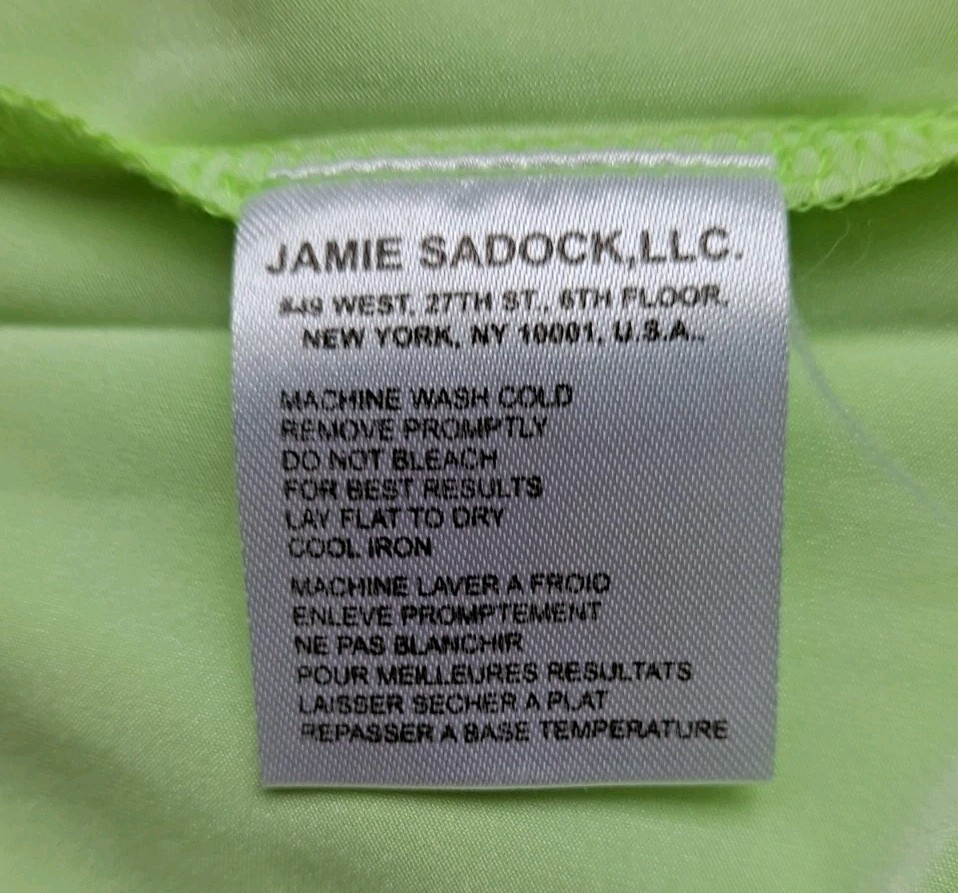 JAMIE SADOCK,LLC.
WEST, 27TH ST., 6TH FLOOR,
NEW YORK, NY 10001, U.S.A..
MACHINE WASH COLD
REMOVE PROMPTLY
DO NOT BLEACH
FOR BEST RESULTS
LAY FLAT TO DRY
COOL IRON
MACHINE LAVER A FROID
ENLEVE PROMPTEMENT
NE PAS BLANCHIR
POUR MEILLEURES RESULTATS
LAISSER SECHER A PLAT
REPASSER A BASE TEMPERATURE